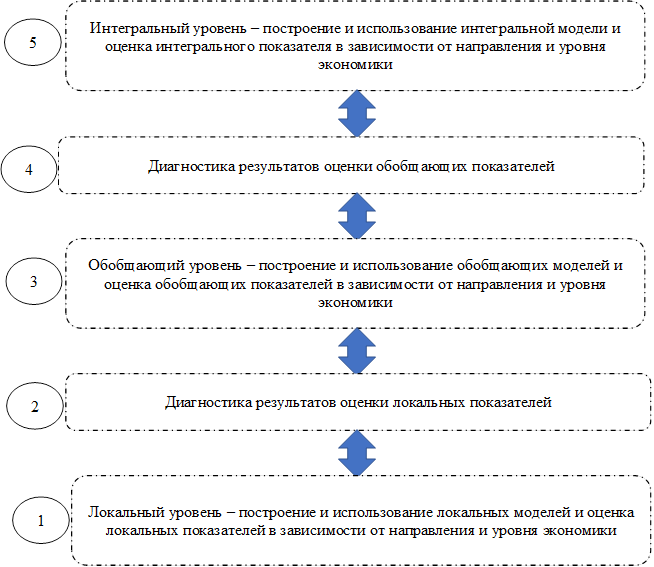 5
Интегральный уровень – построение и использование интегральной модели и
оценка интегрального показателя в зависимости от направления и уровня
экономики
4
Диагностика результатов оценки обобщающих показателей
3
Обобщающий уровень – построение и использование обобщающих моделей и
оценка обобщающих показателей в зависимости от направления и уровня
экономики
2
Диагностика результатов оценки локальных показателей
1
Локальный уровень – построение и использование локальных моделей и оценка
локальных показателей в зависимости от направления и уровня экономики